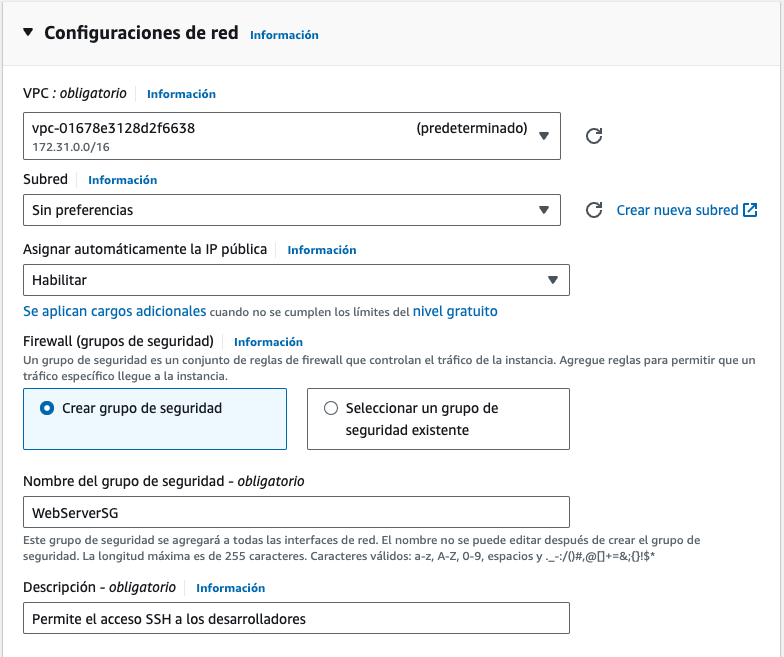 Configuraciones de red Información
VPC : obligatorio Información
vpc-01678e3128d2f6638 (predeterminado)
172.31.0.0/16
Subred Información
Sin preferencias
Crear nueva subred
Asignar automáticamente la IP pública Información
Habilitar
Se aplican cargos adicionales cuando no se cumplen los límites del nivel gratuito
Firewall (grupos de seguridad) Información
Un grupo de seguridad es un conjunto de reglas de firewall que controlan el tráfico de la instancia. Agregue reglas para permitir que un
tráfico específico llegue a la instancia.
Crear grupo de seguridad
Seleccionar un grupo de
seguridad existente
Nombre del grupo de seguridad - obligatorio
WebServerSG
Este grupo de seguridad se agregará a todas las interfaces de red. El nombre no se puede editar después de crear el grupo de
seguridad. La longitud máxima es de 255 caracteres. Caracteres válidos: a-z, A-Z, 0-9, espacios y ._-:/()#,@[]+=&;{}!$*
Descripción - obligatorio Información
Permite el acceso SSH a los desarrolladores